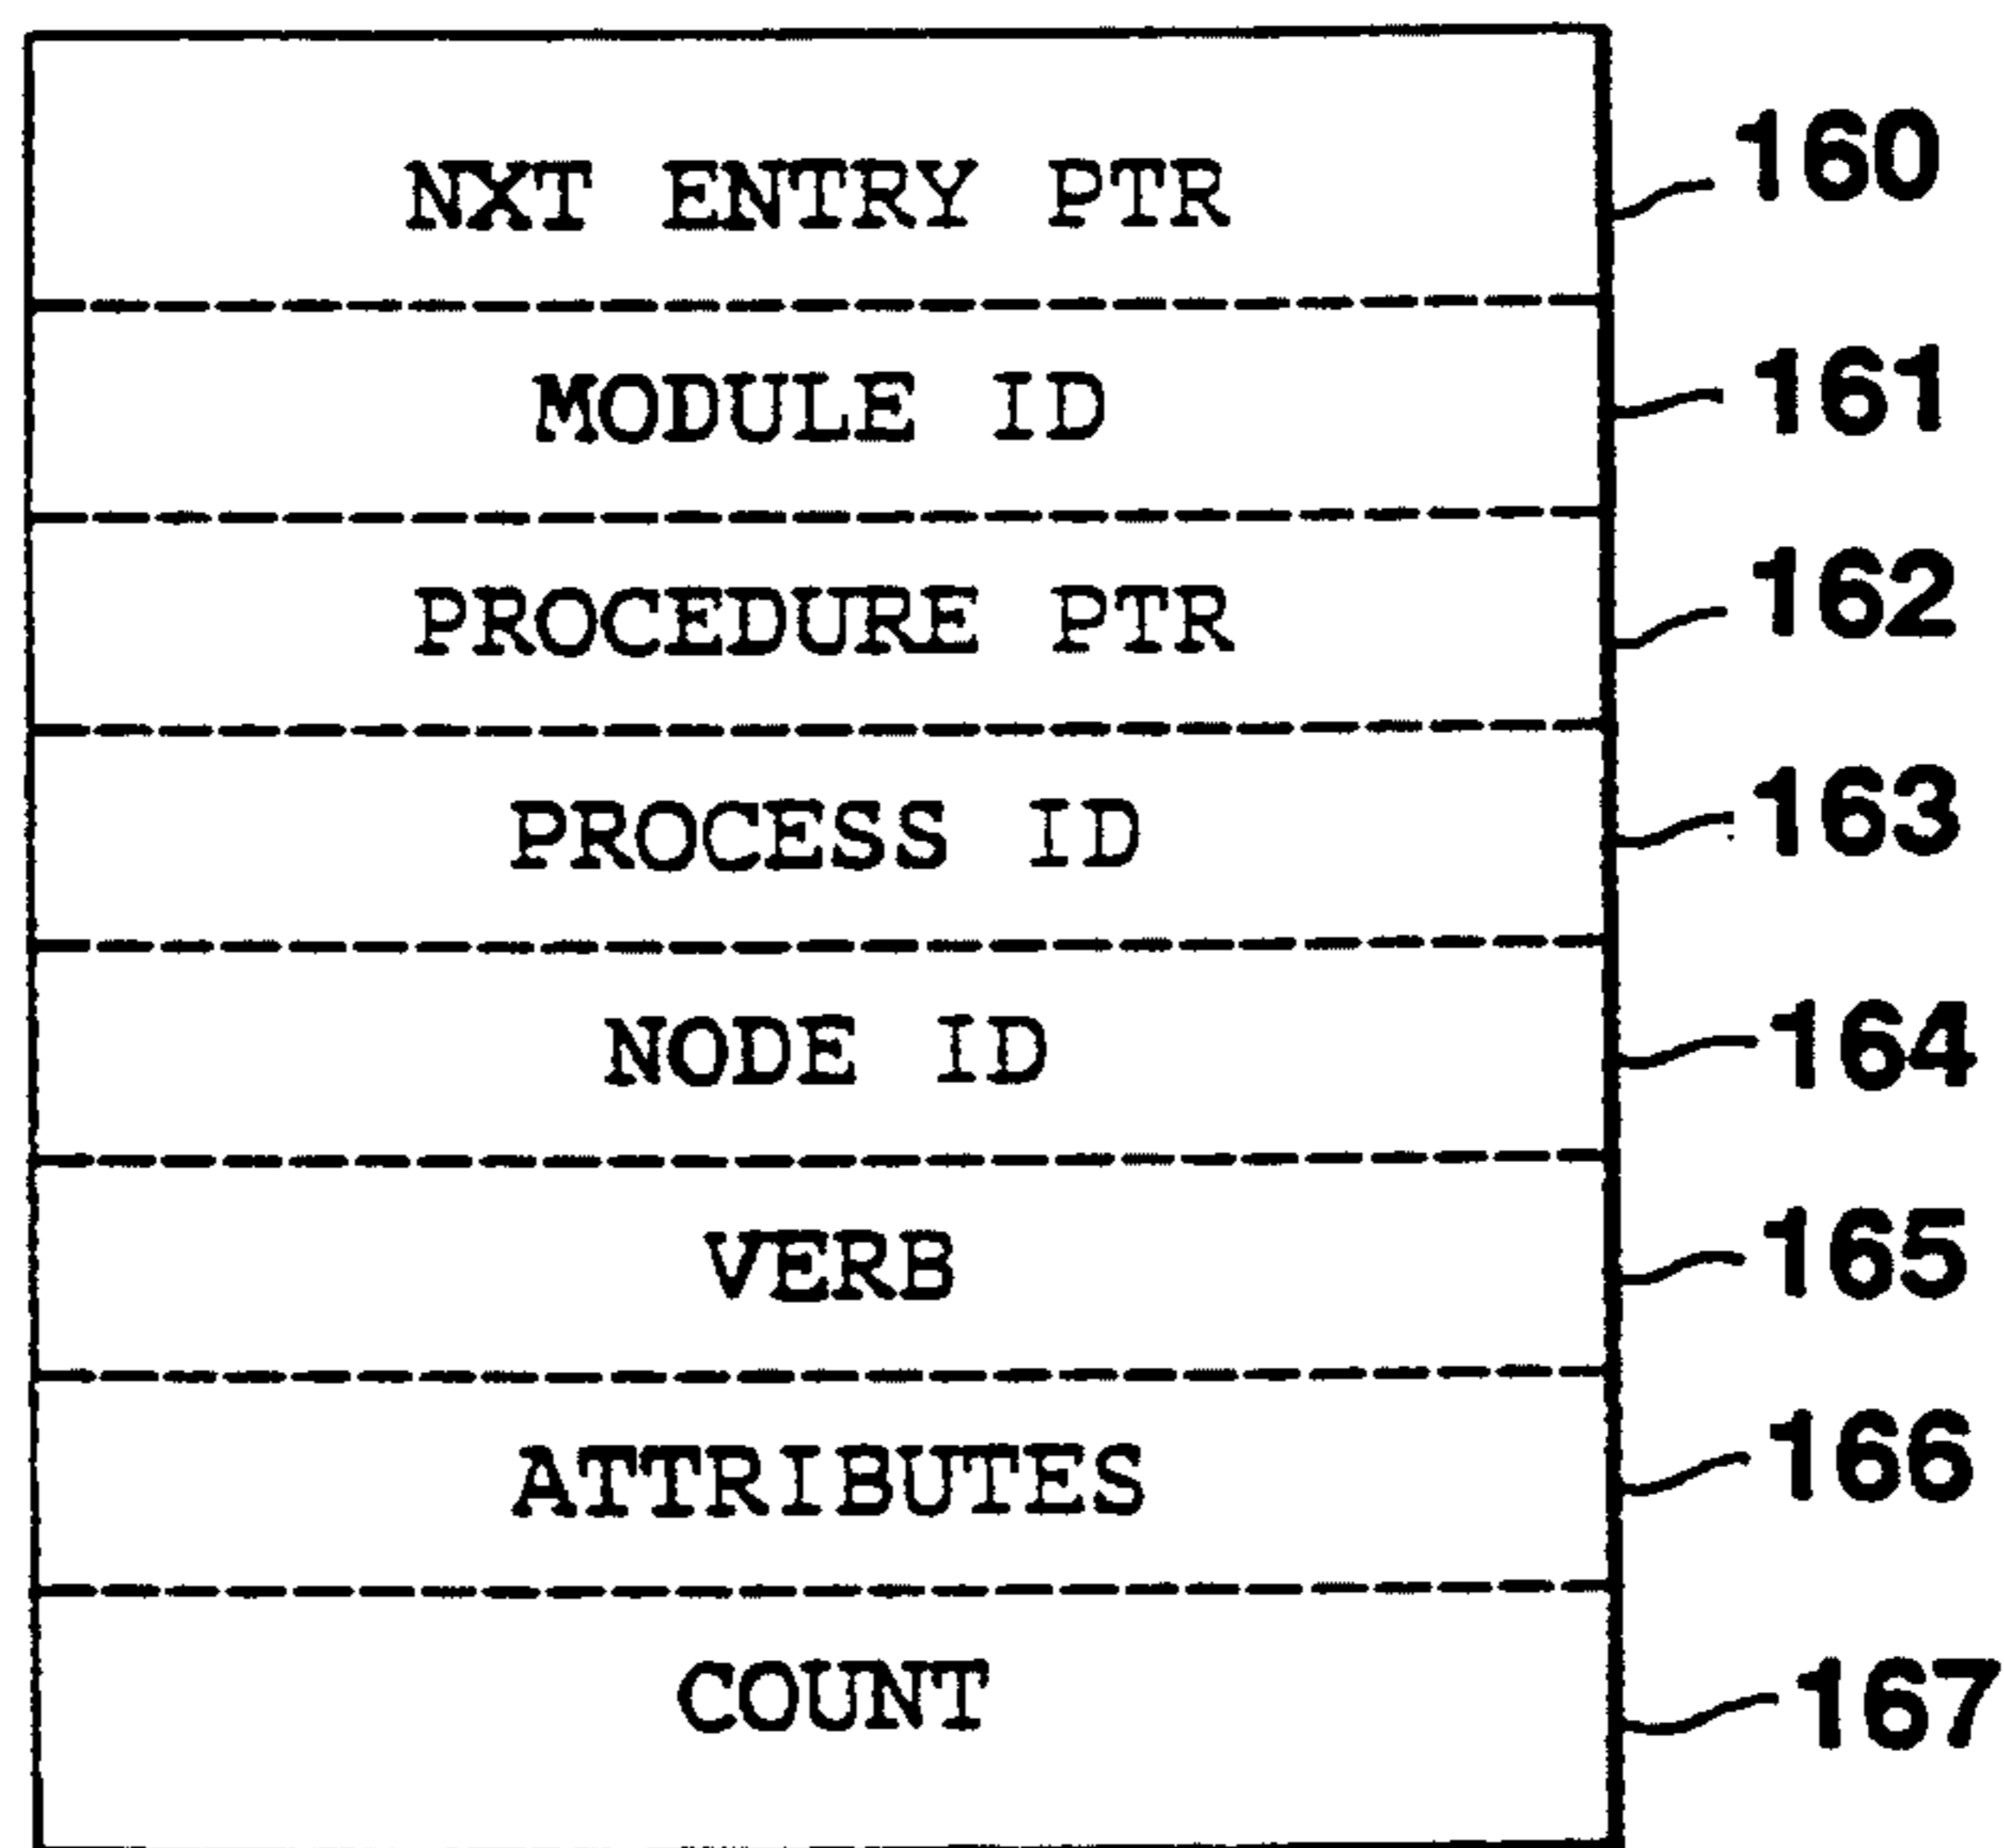 NXT ENTRY PTR 160
MODULE ID 161
PROCEDURE PTR 162
PROCESS ID 163
NODE ID 164
VERB 165
ATTRIBUTES 166
COUNT 167